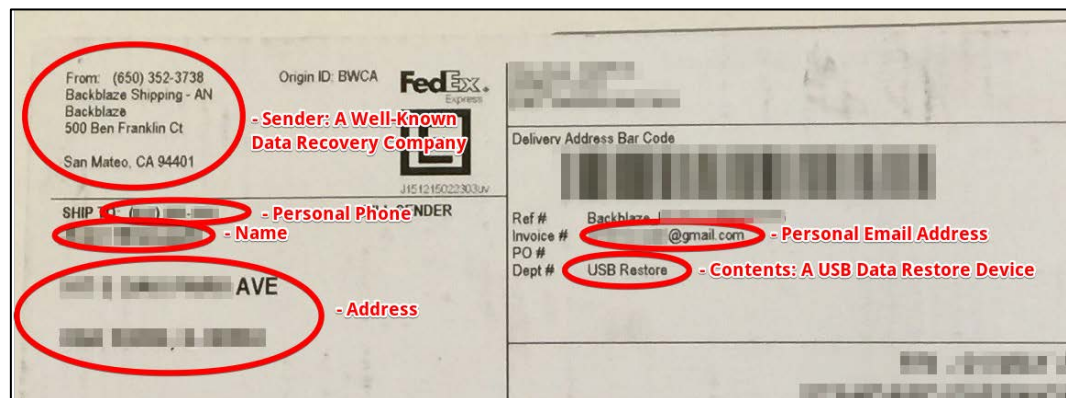 From: (650) 352-3738
Backblaze Shipping - AN
Backblaze
500 Ben Franklin Ct
San Mateo, CA 94401
Origin ID: BWCA
FedEx.
Express
- Sender: A Well-Known
Data Recovery Company
J151215022303uv
SHIP TO:
SENDER
- Personal Phone
- Name
AVE
- Address
Delivery Address Bar Code
Ref # Backblaze
Invoice # @gmail.com - Personal Email Address
PO #
Dept # USB Restore - Contents: A USB Data Restore Device